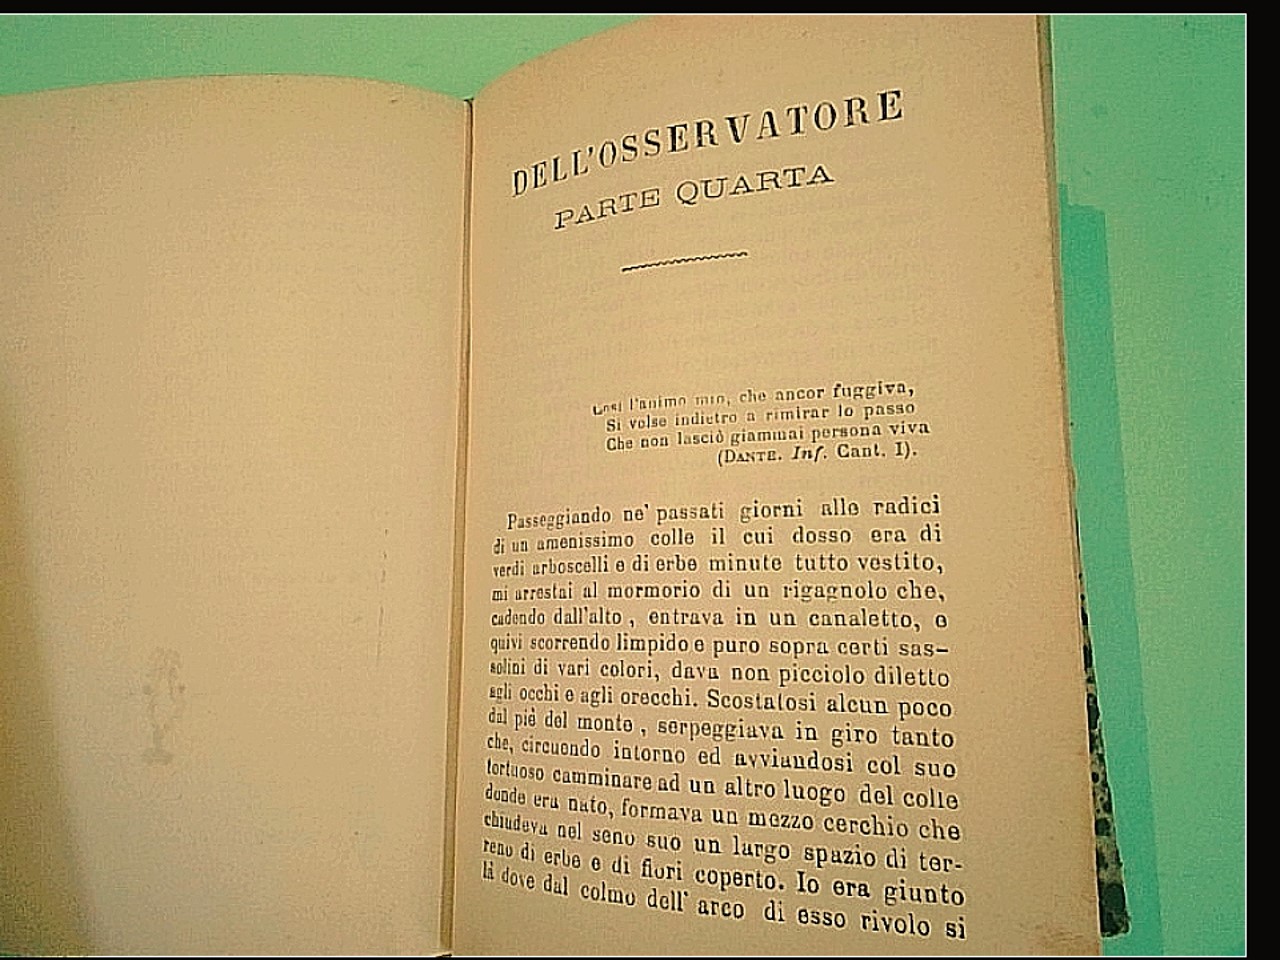 DELL'OSSERVATORE
PARTE QUARTA
Così l'animo mio, che ancor fuggiva,
Si volse indietro a rimirar lo passo
Che non lasciò giammai persona viva
(DANTE. Inf. Cant. I).
Passeggiando ne' passati giorni alle radici
di un amenissimo colle il cui dosso era di
verdi arboscelli e di erbe minute tutto vestito,
mi arrestai al mormorio di un rigagnolo che,
cadendo dall'alto, entrava in un canaletto, e
quivi scorrendo limpido e puro sopra certi sas-
solini di vari colori, dava non picciolo diletto
agli occhi e agli orecchi. Scostatosi alcun poco
dal piè del monte, serpeggiava in giro tanto
che, circuendo intorno ed avviandosi col suo
tortuoso camminare ad un altro luogo del colle
donde era nato, formava un mezzo cerchio che
chiudeva nel seno suo un largo spazio di ter-
reno di erbe e di fiori coperto. Io era giunto
là dove dal colmo dell' arco di esso rivolo si